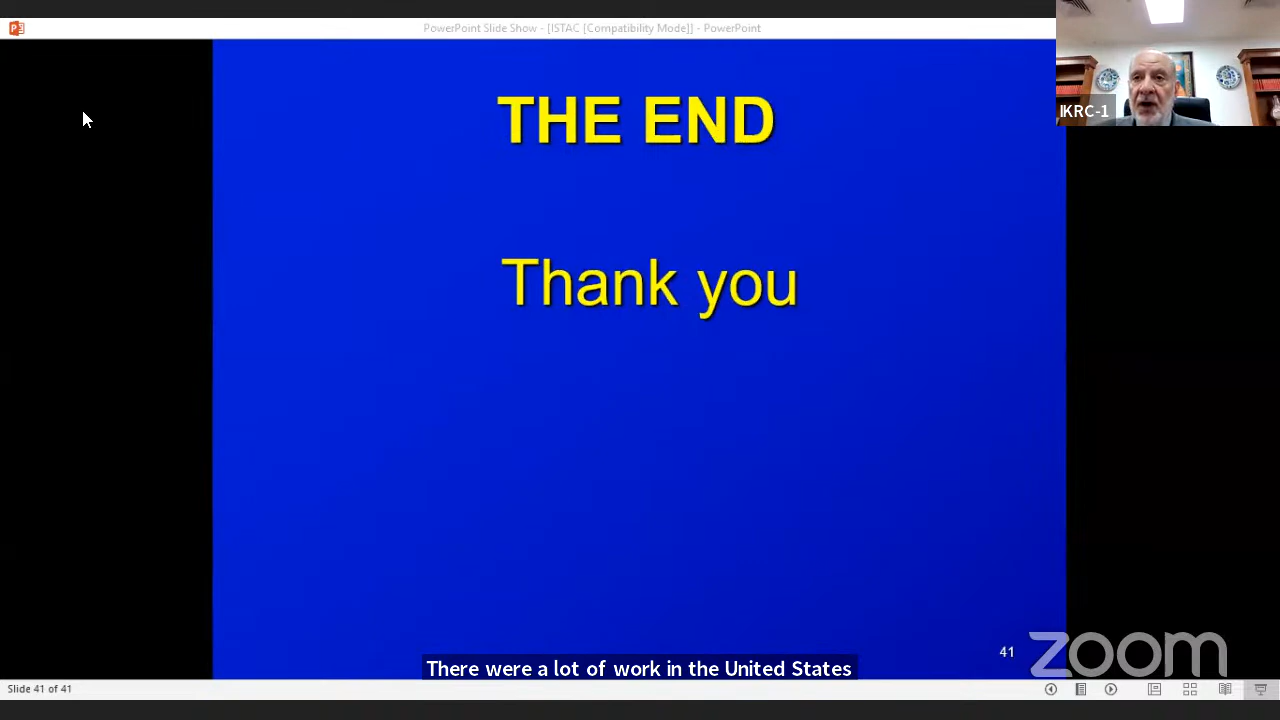 PowerPoint Slide Show - [ISTAC [Compatibility Mode]] - PowerPoint
IKRC-1
THE END
Thank you
41
zoom
There were a lot of work in the United States
Slide 41 of 41